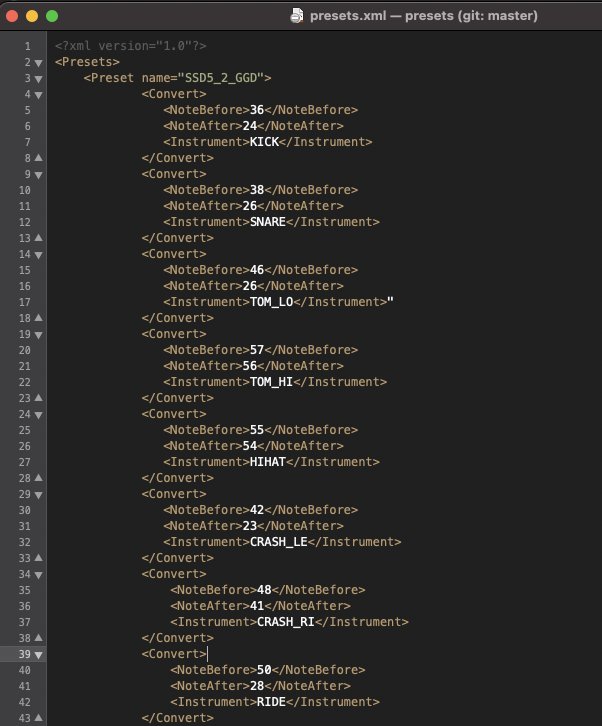 presets.xml — presets (git: master)
1 <?xml version="1.0"?>
2 <Presets>
3 <Preset name="SSD5_2_GGD">
4 <Convert>
5 <NoteBefore>36</NoteBefore>
6 <NoteAfter>24</NoteAfter>
7 <Instrument>KICK</Instrument>
8 </Convert>
9 <Convert>
10 <NoteBefore>38</NoteBefore>
11 <NoteAfter>26</NoteAfter>
12 <Instrument>SNARE</Instrument>
13 </Convert>
14 <Convert>
15 <NoteBefore>46</NoteBefore>
16 <NoteAfter>26</NoteAfter>
17 <Instrument>TOM_LO</Instrument>"
18 </Convert>
19 <Convert>
20 <NoteBefore>57</NoteBefore>
21 <NoteAfter>56</NoteAfter>
22 <Instrument>TOM_HI</Instrument>
23 </Convert>
24 <Convert>
25 <NoteBefore>55</NoteBefore>
26 <NoteAfter>54</NoteAfter>
27 <Instrument>HIHAT</Instrument>
28 </Convert>
29 <Convert>
30 <NoteBefore>42</NoteBefore>
31 <NoteAfter>23</NoteAfter>
32 <Instrument>CRASH_LE</Instrument>
33 </Convert>
34 <Convert>
35 <NoteBefore>48</NoteBefore>
36 <NoteAfter>41</NoteAfter>
37 <Instrument>CRASH_RI</Instrument>
38 </Convert>
39 <Convert>
40 <NoteBefore>50</NoteBefore>
41 <NoteAfter>28</NoteAfter>
42 <Instrument>RIDE</Instrument>
43 </Convert>